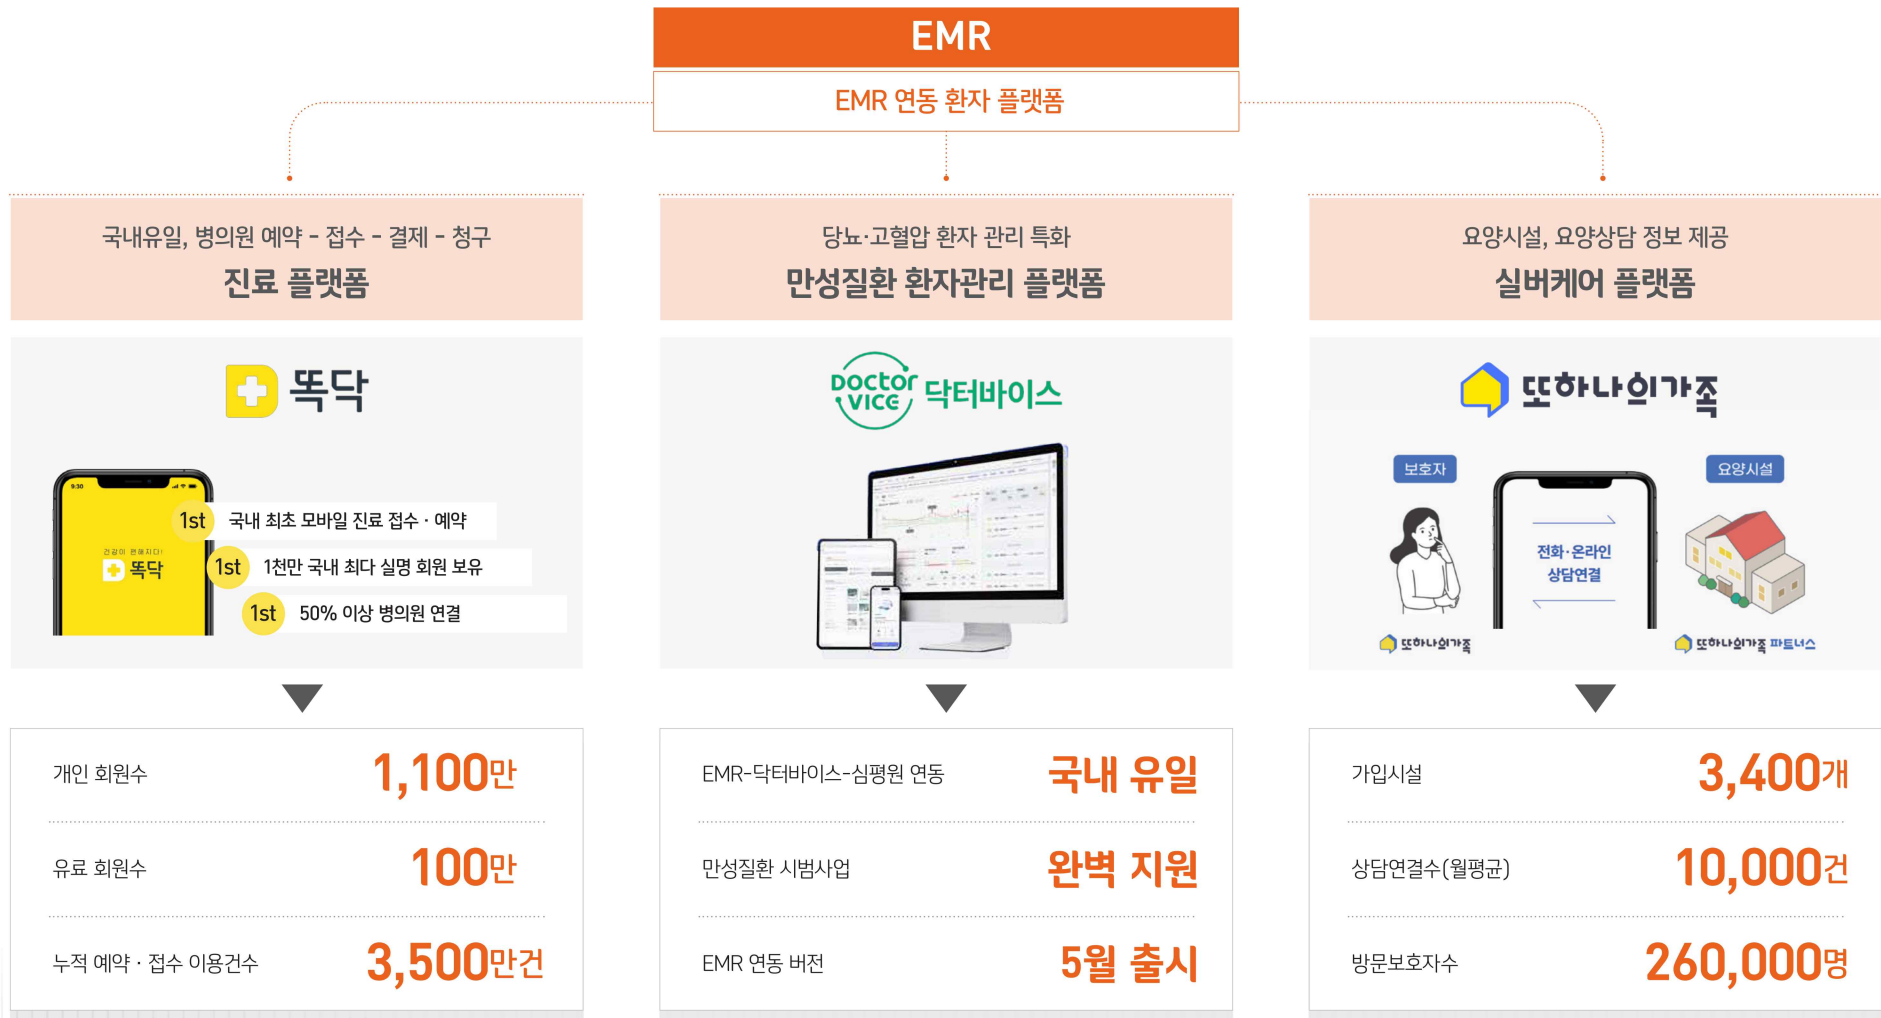 EMR
EMR 연동 환자 플랫폼
국내유일, 병의원 예약 - 접수 - 결제 - 청구
진료 플랫폼
똑닥
9:30
건강이 편해지다!
똑닥
1st 국내 최초 모바일 진료 접수 · 예약
1st 1천만 국내 최다 실명 회원 보유
1st 50% 이상 병의원 연결
개인 회원수 1,100만
유료 회원수 100만
누적 예약 · 접수 이용건수 3,500만건
당뇨·고혈압 환자 관리 특화
만성질환 환자관리 플랫폼
Doctor
VICE
닥터바이스
EMR-닥터바이스-심평원 연동 국내 유일
만성질환 시범사업 완벽 지원
EMR 연동 버전 5월 출시
요양시설, 요양상담 정보 제공
실버케어 플랫폼
또하나의가족
보호자
요양시설
전화·온라인
상담연결
또하나의가족
또하나의가족 파트너스
가입시설 3,400개
상담연결수(월평균) 10,000건
방문보호자수 260,000명